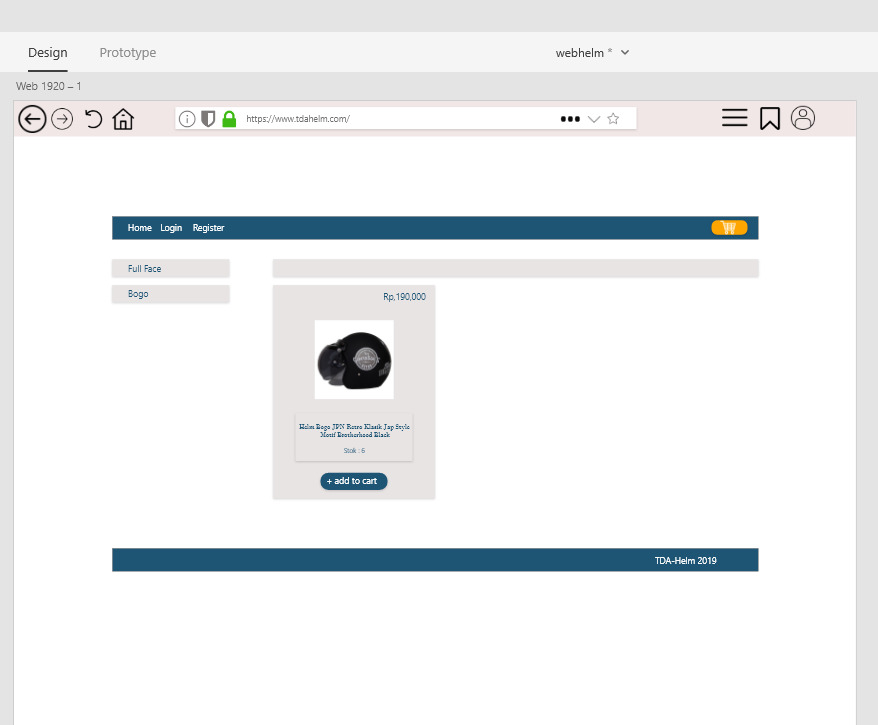 Design
Prototype
webhelm *
Web 1920 – 1
https://www.tdahelm.com/
Home
Login
Register
Full Face
Bogo
Rp,190,000
Helm Bogo JPN Retro Klasik Jap Style
Motif Brotherhood Black
Stok : 6
+ add to cart
TDA-Helm 2019